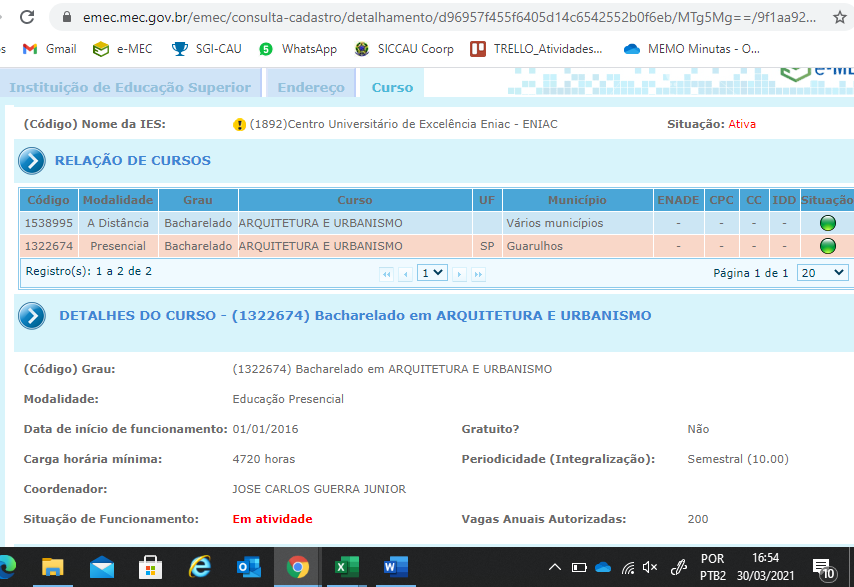 emec.mec.gov.br/emec/consulta-cadastro/detalhamento/d96957f455f6405d14c6542552b0f6eb/MTg5Mg==/9f1aa92...
s Gmail e-MEC SGI-CAU WhatsApp SICCAU Coorp TRELLO_Atividades... MEMO Minutas - O...
Instituição de Educação Superior Endereço Curso
(Código) Nome da IES: (1892)Centro Universitário de Excelência Eniac - ENIAC Situação: Ativa
RELAÇÃO DE CURSOS
Código Modalidade Grau Curso UF Município ENADE CPC CC IDD Situação
1538995 A Distância Bacharelado ARQUITETURA E URBANISMO Vários municípios - - - -
1322674 Presencial Bacharelado ARQUITETURA E URBANISMO SP Guarulhos - - - -
Registro(s): 1 a 2 de 2 1 Página 1 de 1 20
DETALHES DO CURSO - (1322674) Bacharelado em ARQUITETURA E URBANISMO
(Código) Grau: (1322674) Bacharelado em ARQUITETURA E URBANISMO
Modalidade: Educação Presencial
Data de início de funcionamento: 01/01/2016 Gratuito? Não
Carga horária mínima: 4720 horas Periodicidade (Integralização): Semestral (10.00)
Coordenador: JOSE CARLOS GUERRA JUNIOR
Situação de Funcionamento: Em atividade Vagas Anuais Autorizadas: 200
POR 16:54
PTB2 30/03/2021 10